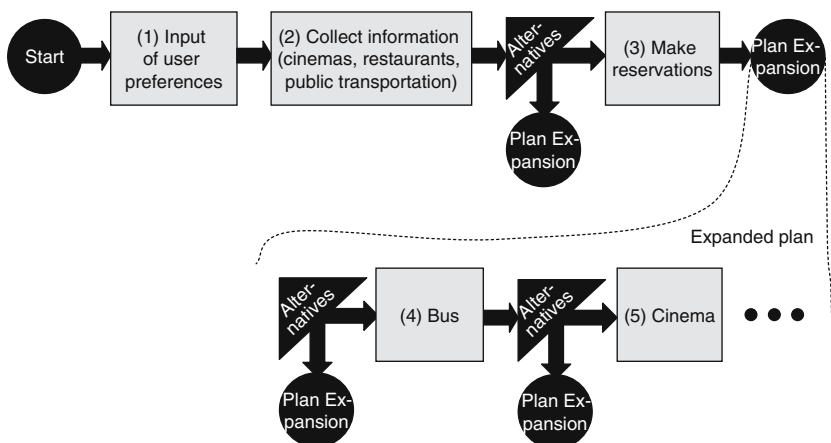 Start
(1) Input
of user
preferences
(2) Collect information
(cinemas, restaurants,
public transportation)
Alter-
natives
(3) Make
reservations
Plan Ex-
pansion
Plan Ex-
pansion
Expanded plan
Alter-
natives
(4) Bus
Alter-
natives
(5) Cinema
Plan Ex-
pansion
Plan Ex-
pansion